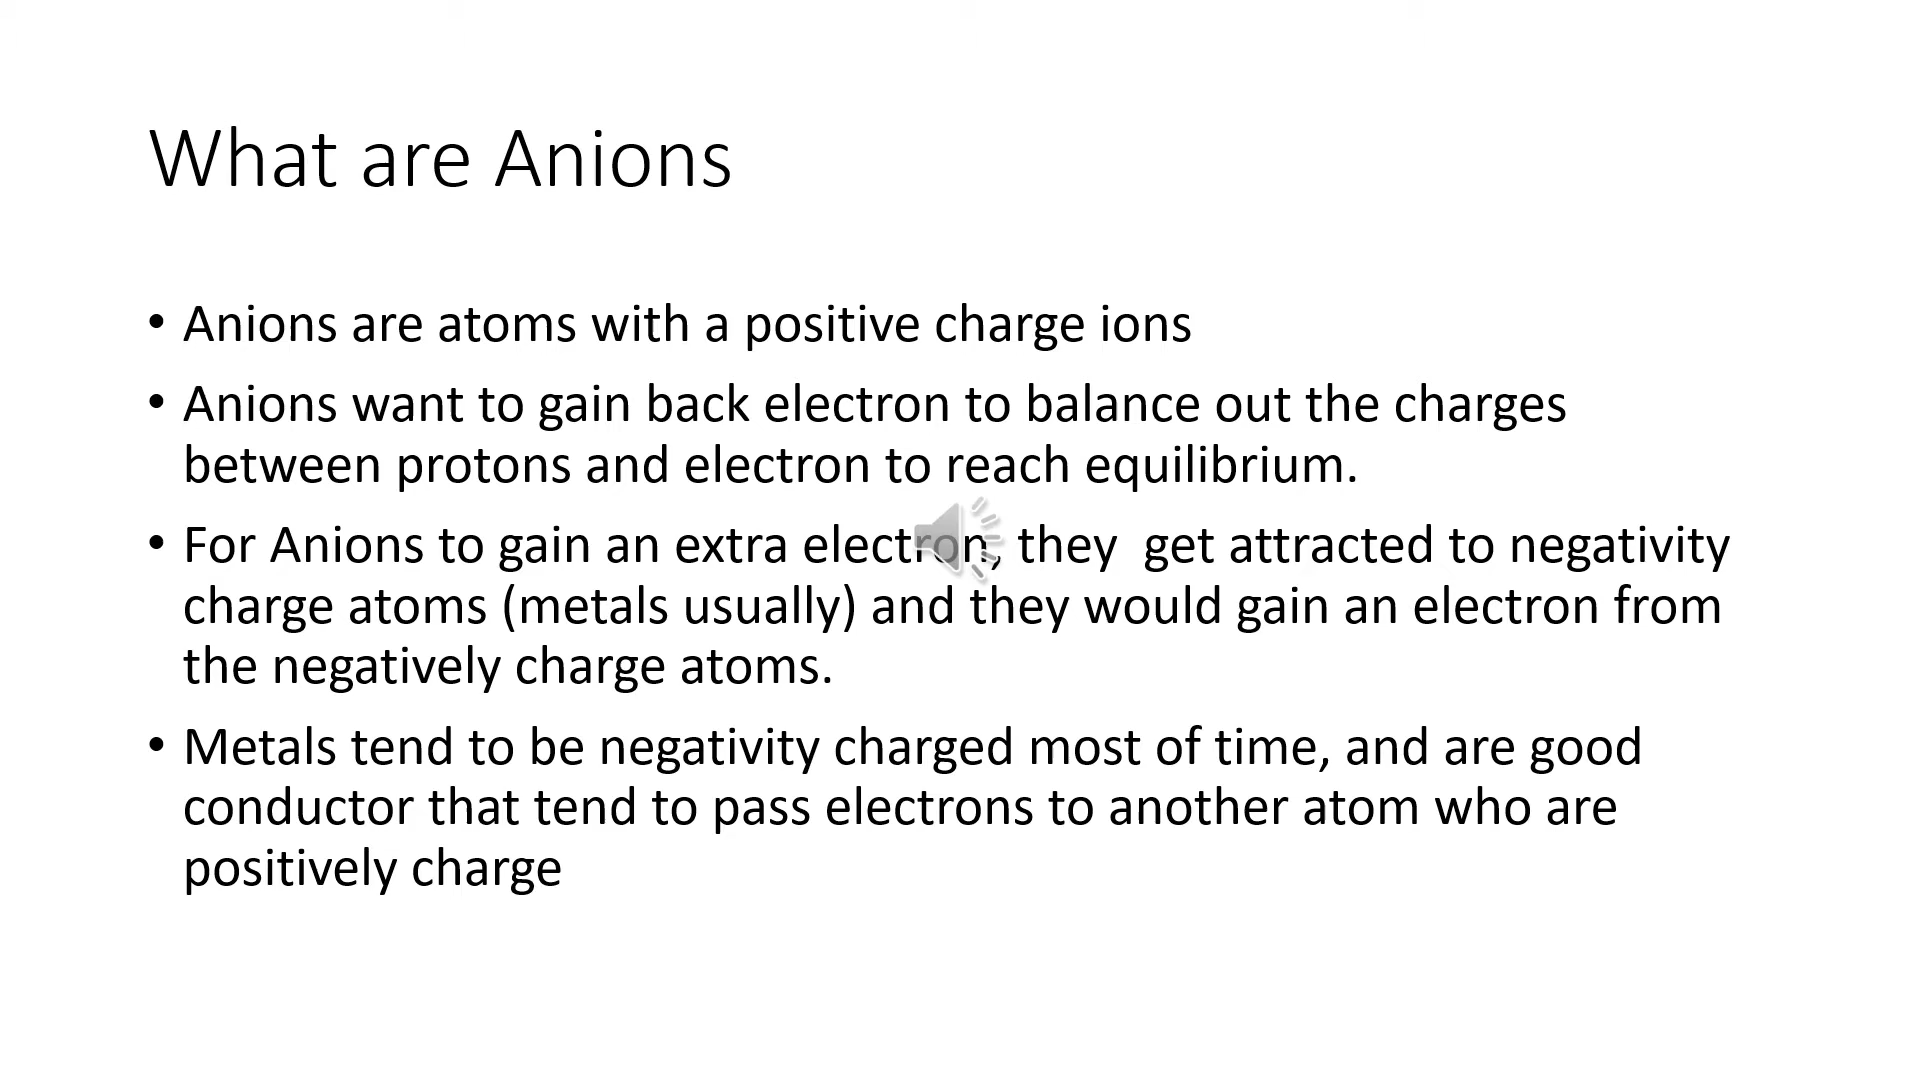 What are Anions
• Anions are atoms with a positive charge ions
• Anions want to gain back electron to balance out the charges
between protons and electron to reach equilibrium.
• For Anions to gain an extra electron, they  get attracted to negativity
charge atoms (metals usually) and they would gain an electron from
the negatively charge atoms.
• Metals tend to be negativity charged most of time, and are good
conductor that tend to pass electrons to another atom who are
positively charge